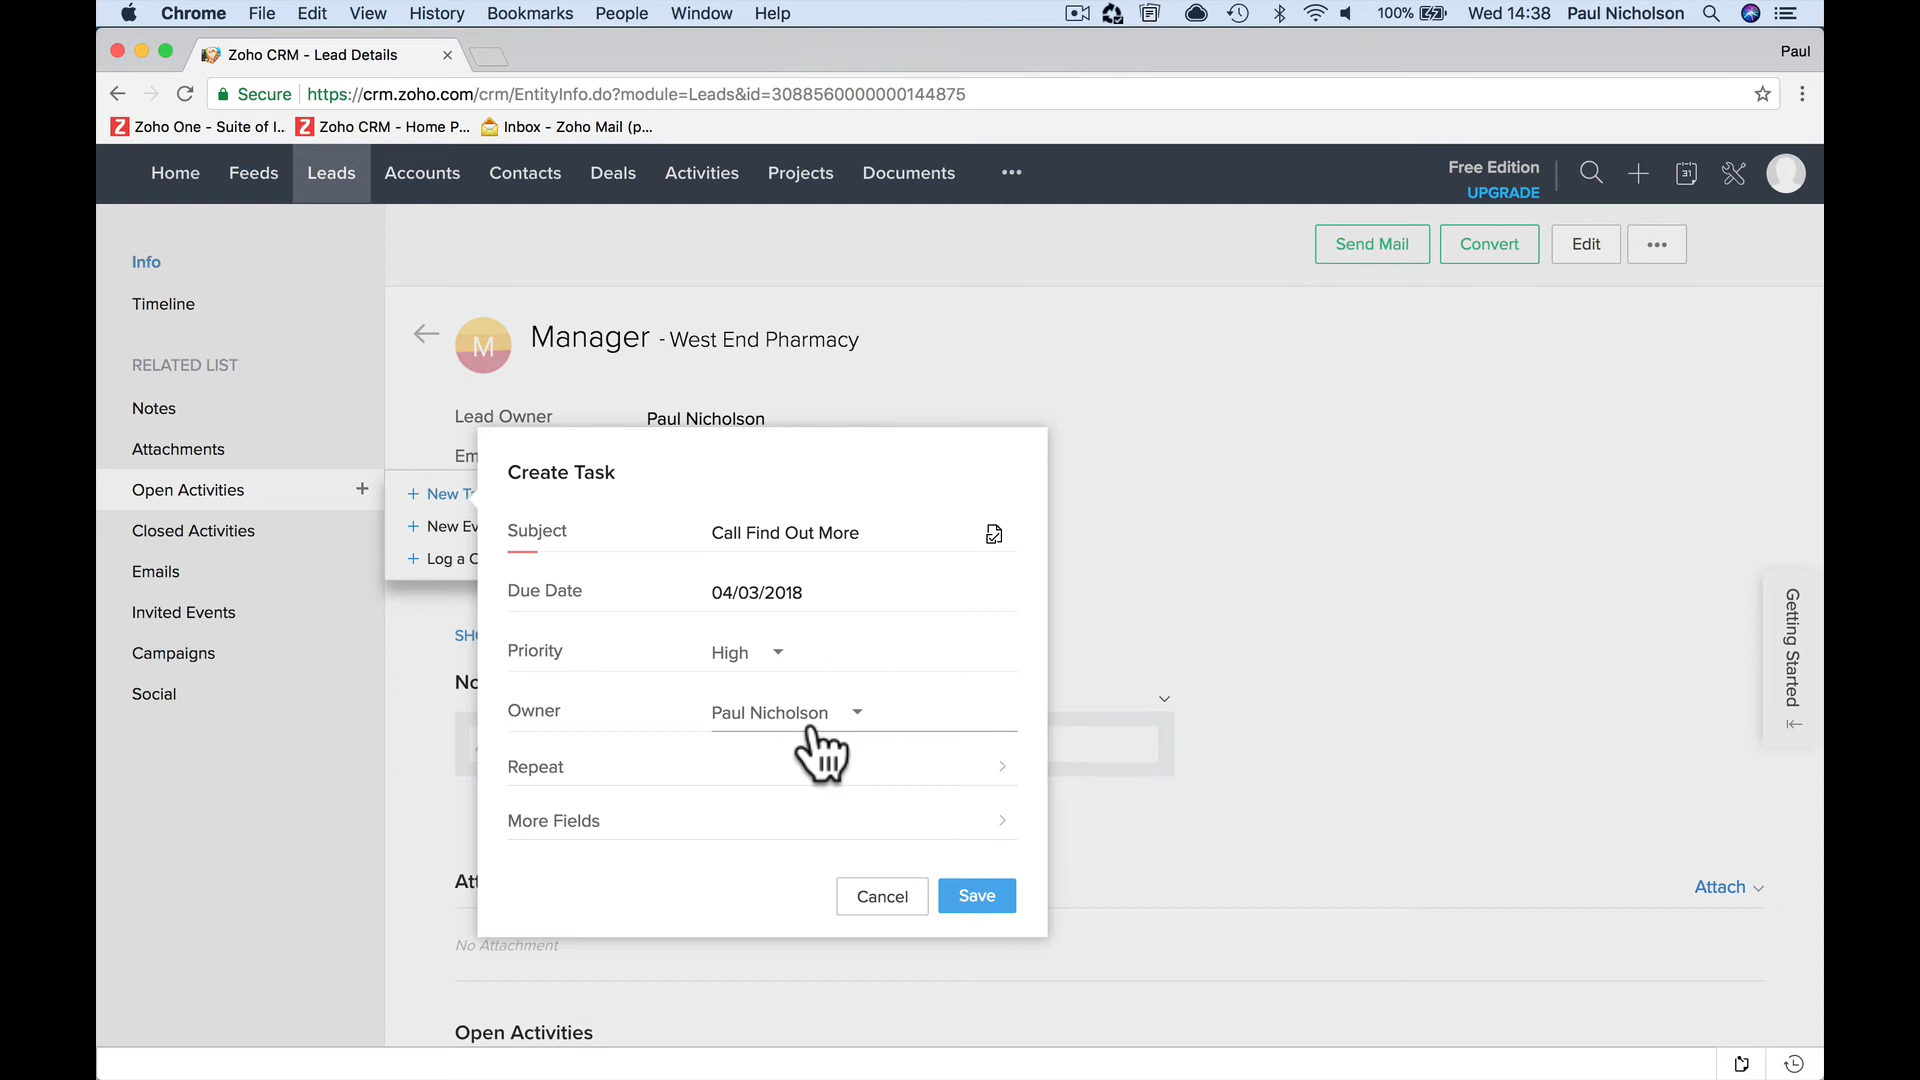 Chrome File Edit View History Bookmarks People Window Help 100% Wed 14:38 Paul Nicholson
Zoho CRM - Lead Details Paul
Secure https://crm.zoho.com/crm/EntityInfo.do?module=Leads&id=3088560000000144875
Zoho One - Suite of I... Zoho CRM - Home P... Inbox - Zoho Mail (p...
Home Feeds Leads Accounts Contacts Deals Activities Projects Documents ••• Free Edition 31
UPGRADE
Send Mail Convert Edit •••
Info
Timeline
M Manager - West End Pharmacy
RELATED LIST
Notes
Lead Owner Paul Nicholson
Attachments
Em
Open Activities +
Closed Activities
Emails
Invited Events
Campaigns
Social
+ New Ta
+ New Ev
+ Log a C
Create Task
Subject Call Find Out More
Due Date 04/03/2018
Priority High
Owner Paul Nicholson
Repeat
More Fields
Cancel Save
SHO
No
Getting Started
Att Attach
No Attachment
Open Activities